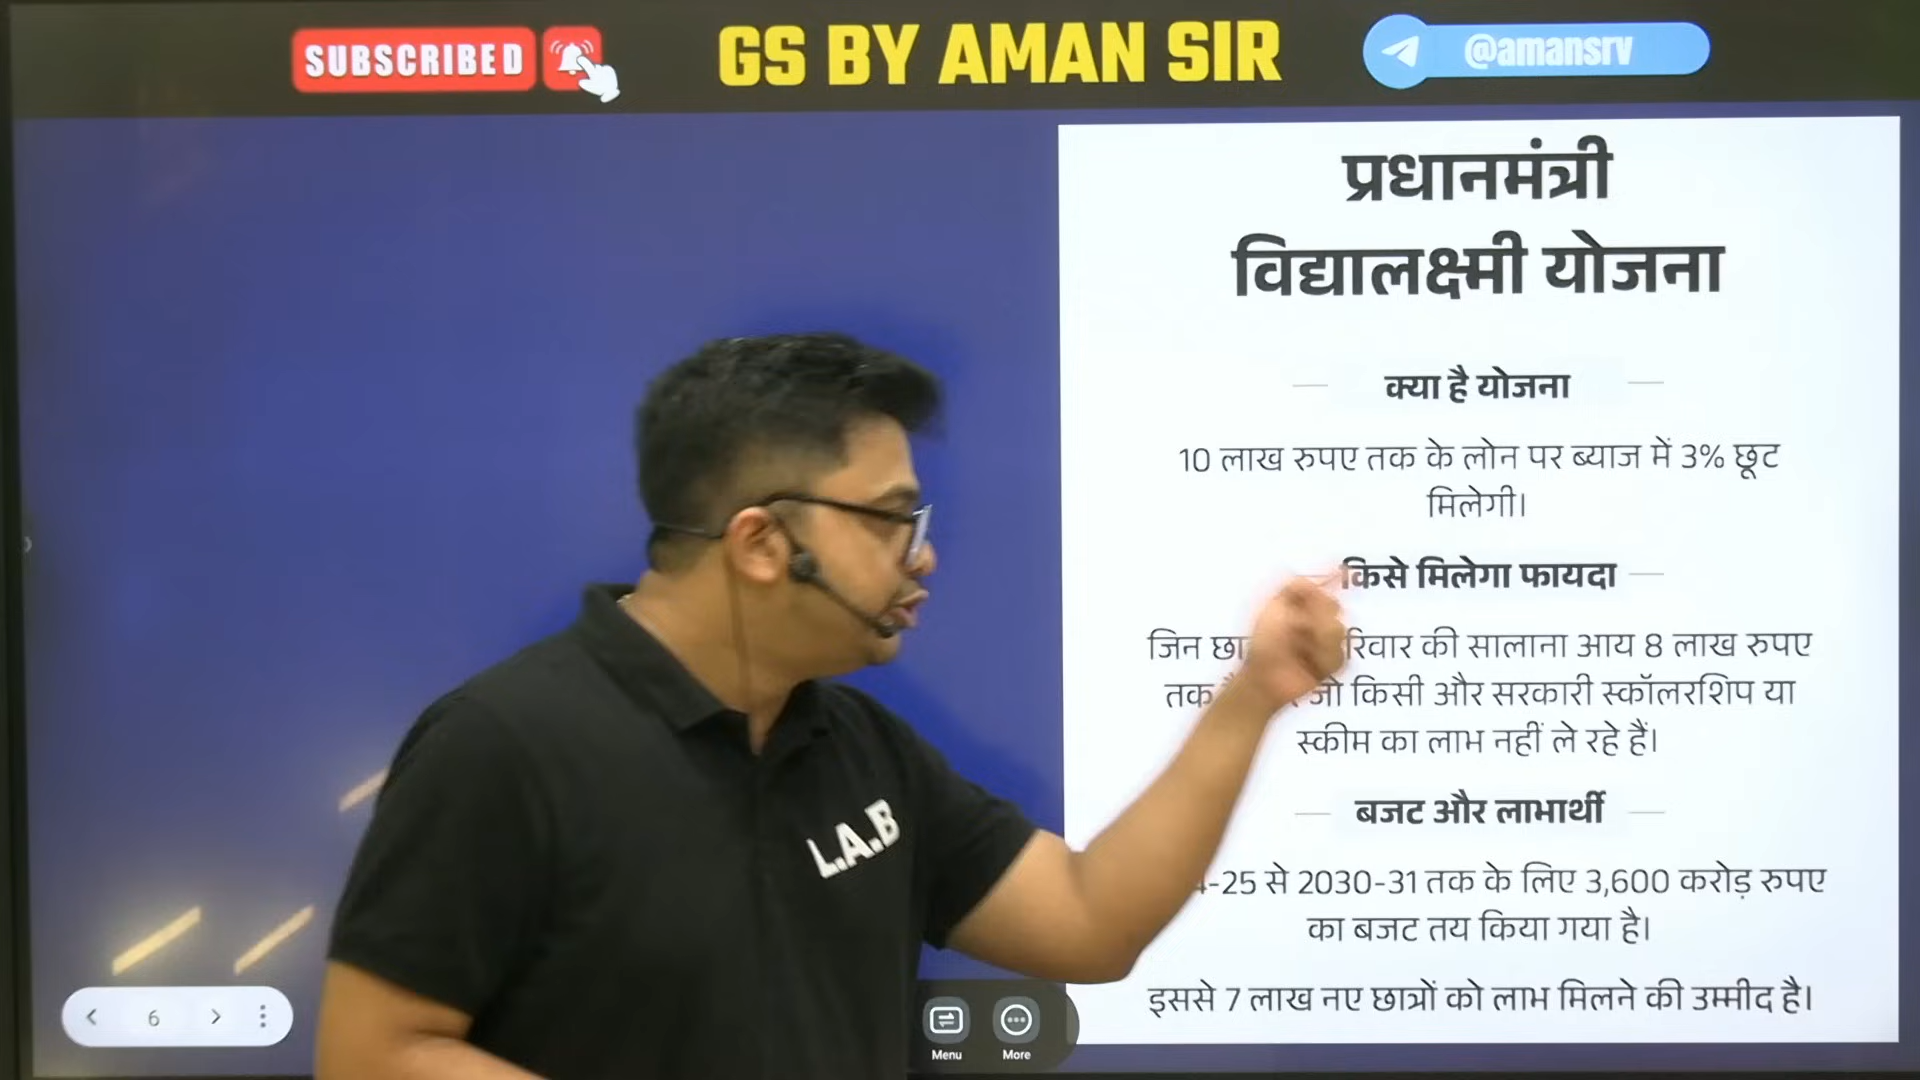 SUBSCRIBED
GS BY AMAN SIR
@amansrv
प्रधानमंत्री
विद्यालक्ष्मी योजना
क्या है योजना
10 लाख रुपए तक के लोन पर ब्याज में 3% छूट
मिलेगी।
किसे मिलेगा फायदा
जिन की सालाना आय 8 लाख रुपए
तक जो किसी और सरकारी स्कॉलरशिप या
स्कीम का लाभ नहीं ले रहे हैं।
बजट और लाभार्थी
-25 से 2030-31 तक के लिए 3,600 करोड़ रुपए
का बजट तय किया गया है।
इससे 7 लाख नए छात्रों को लाभ मिलने की उम्मीद है।
L.A.B
6
Menu
More